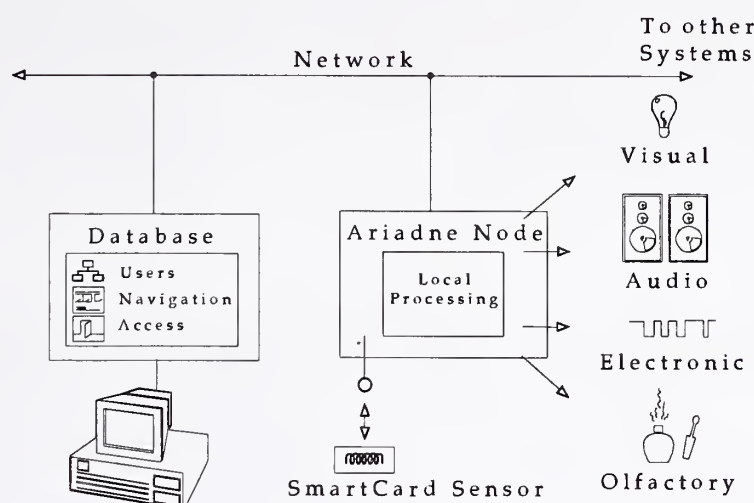 To other
Systems
Network
Visual
Database
Users
Navigation
Access
Ariadne Node
Local
Processing
Audio
Electronic
SmartCard Sensor
Olfactory